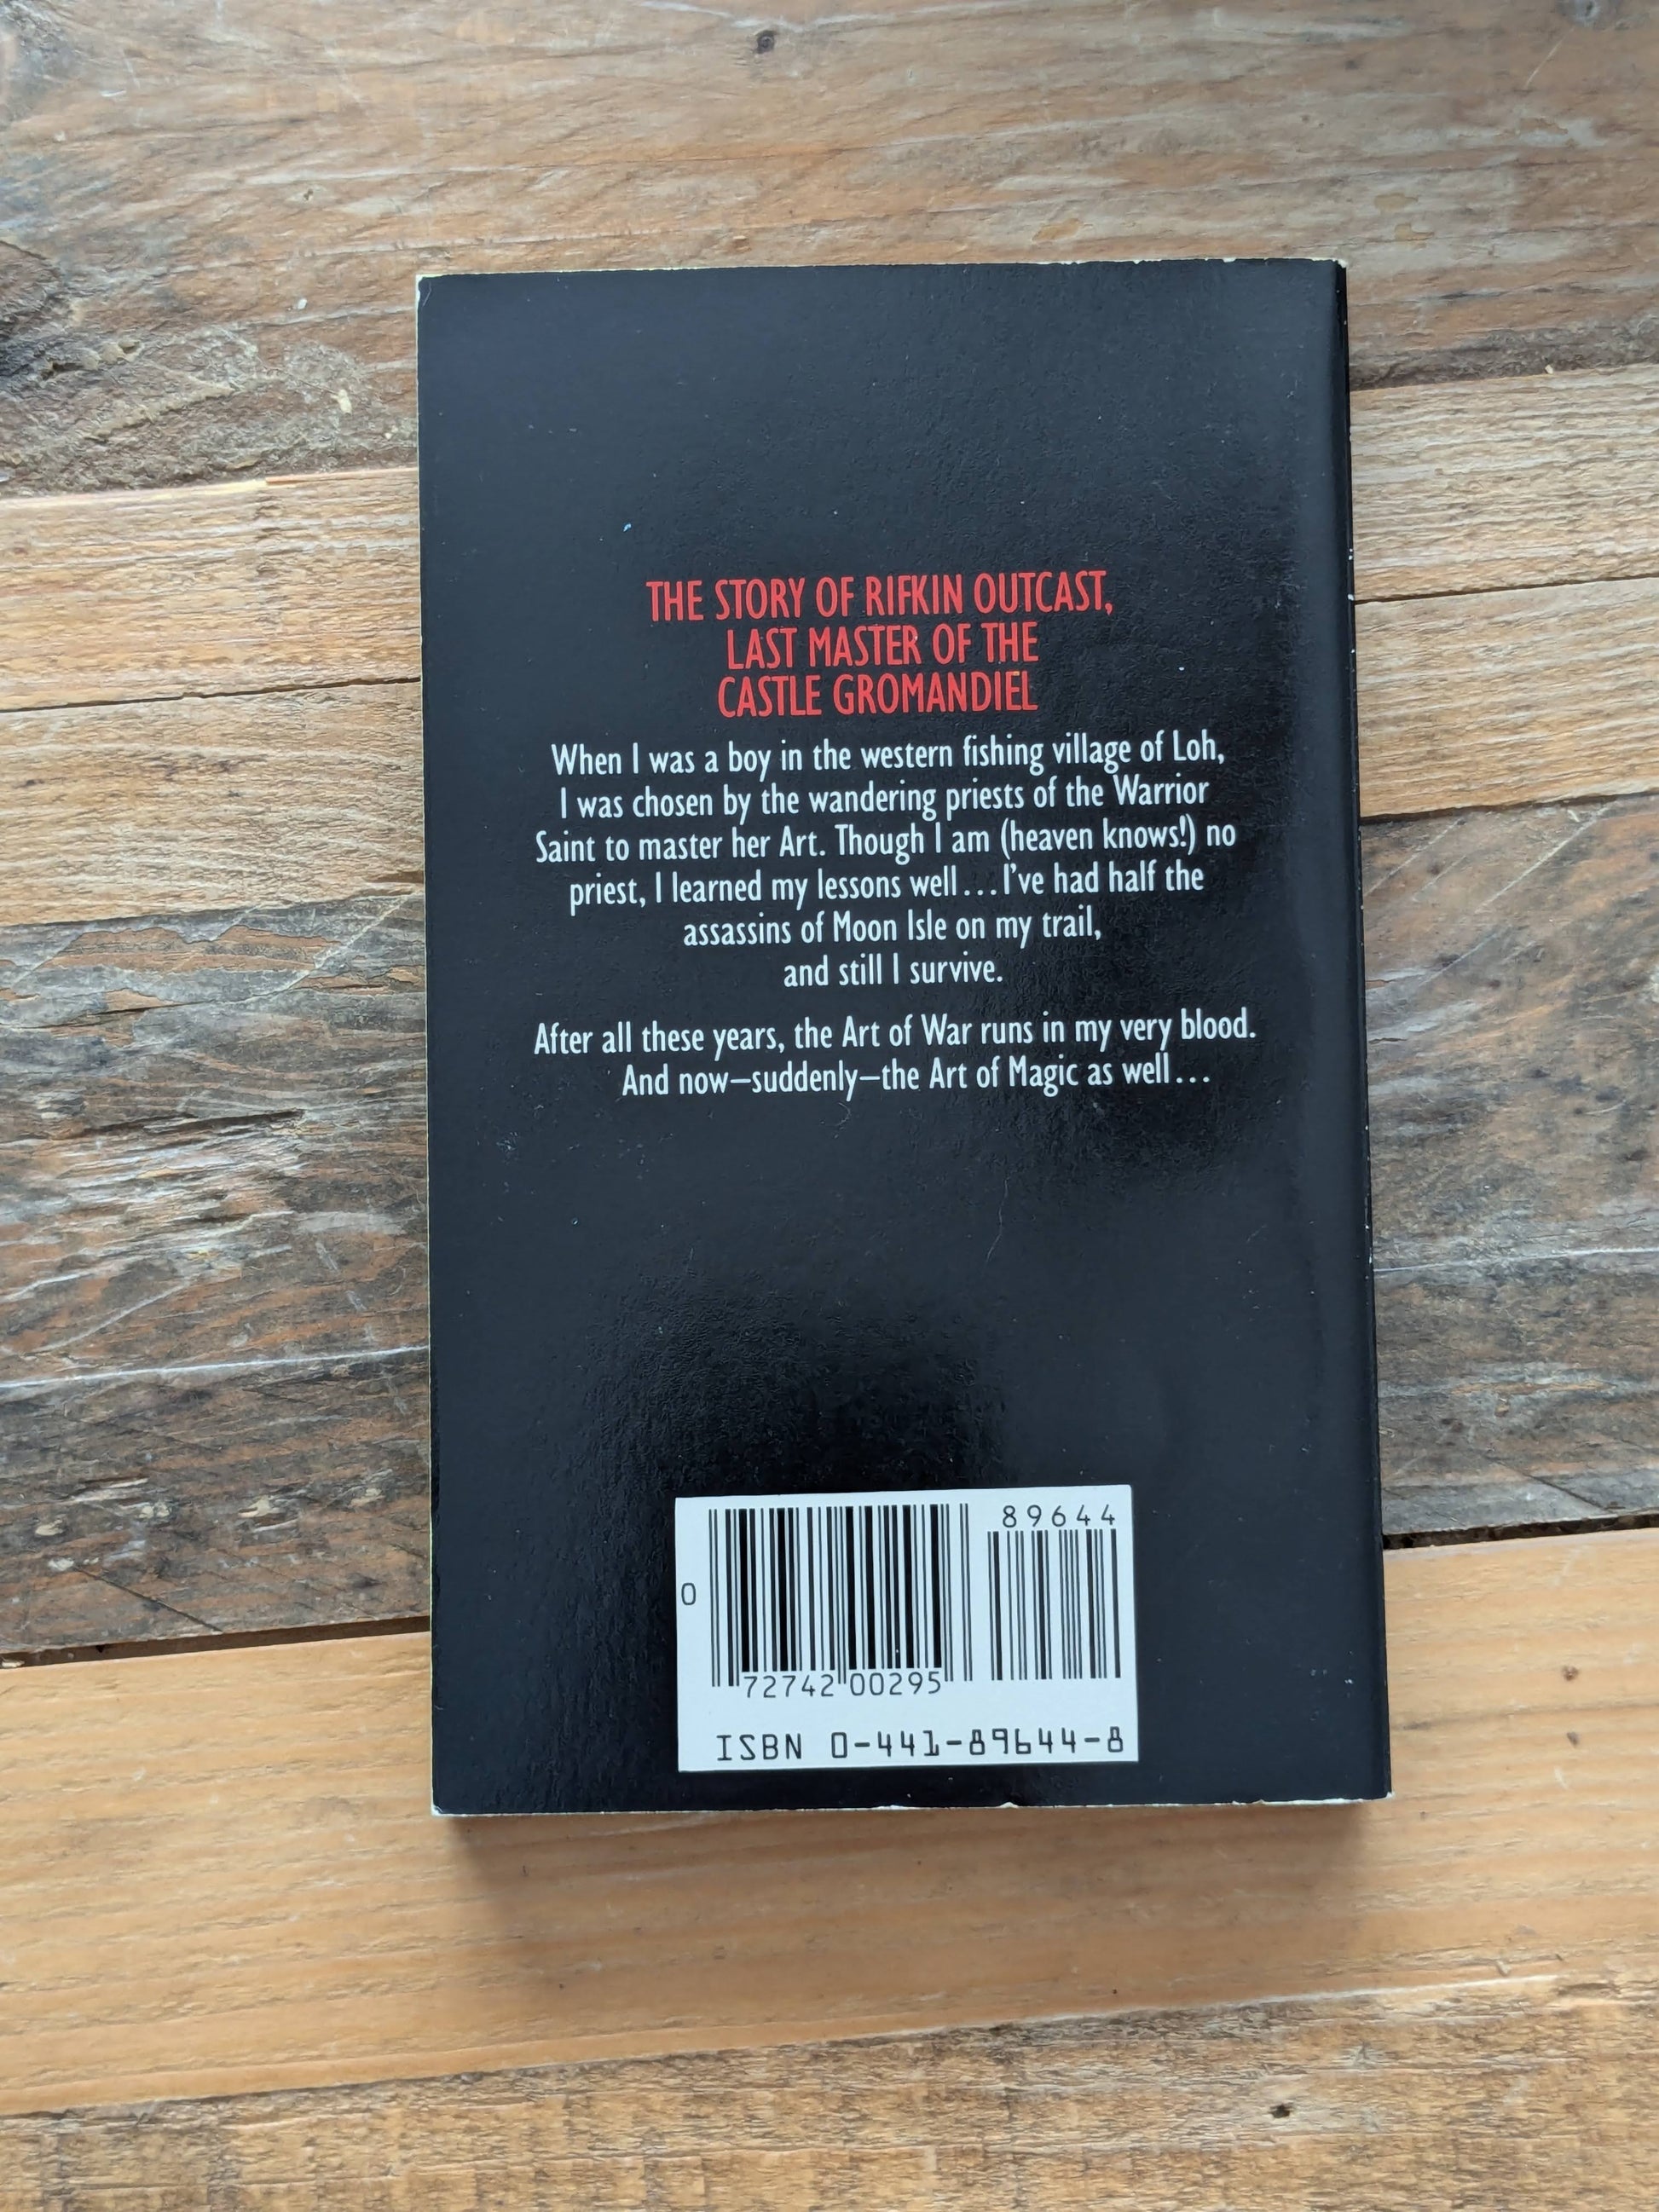 THE STORY OF RIFKIN OUTCAST,
LAST MASTER OF THE
CASTLE GROMANDIEL
When I was a boy in the western fishing village of Loh,
I was chosen by the wandering priests of the Warrior
Saint to master her Art. Though I am (heaven knows!) no
priest, I learned my lessons well...I've had half the
assassins of Moon Isle on my trail,
and still I survive.
After all these years, the Art of War runs in my very blood.
And now—suddenly—the Art of Magic as well...
89644
0
72742 00295
ISBN 0-441-89644-8